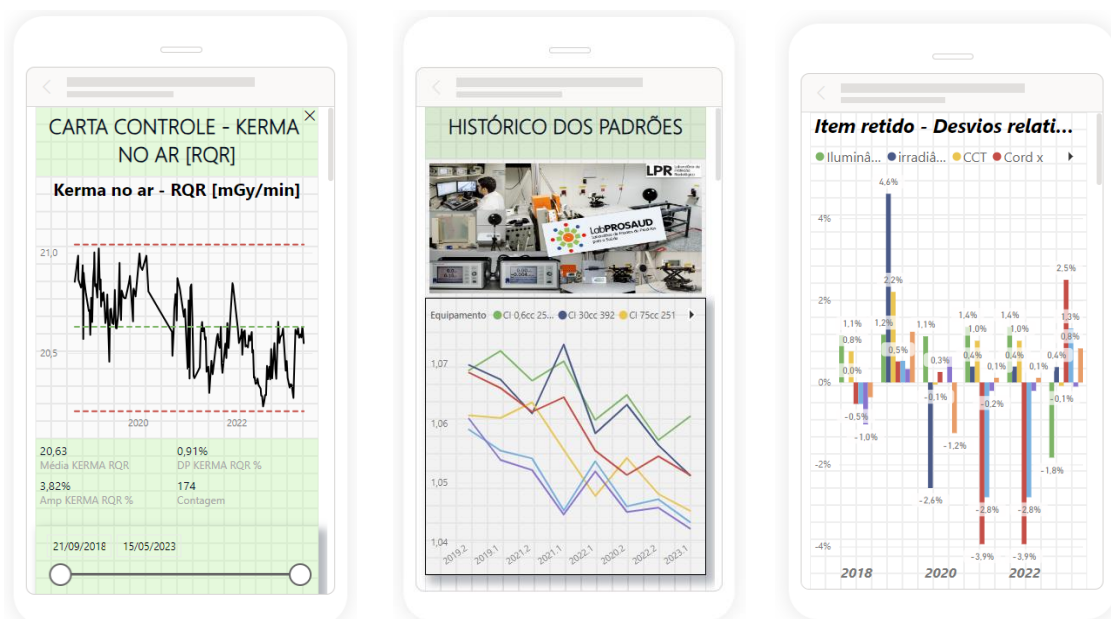 CARTA CONTROLE - KERMA
NO AR [RQR]
Kerma no ar - RQR [mGy/min]
21,0
20,5
2020 2022
20,63 0,91%
Média KERMA RQR DP KERMA RQR %
3,82% 174
Amp KERMA RQR % Contagem
21/09/2018 15/05/2023
HISTÓRICO DOS PADRÕES
LPR
LabPROSAUD
Equipamento CI 0,6cc 25... CI 30cc 392 CI 75cc 251
1,07
1,06
1,05
1,04
2019.2 2019.1 2021.2 2021.1 2022.1 2020.2 2022.2 2023.1
Item retido - Desvios relati...
Iluminâ... irradiâ... CCT Cord x
4,6%
4%
2,2%
2,5%
2%
1,1% 1,2% 1,1% 1,4% 1,4% 1,3%
0,8% 1,0% 1,0% 0,8%
0,5% 0,3% 0,4% 0,4% 0,4%
0% 0,0% 0,1% 0,1%
-0,1% -0,2% -0,1%
-0,5%
-1,0% -1,2%
-1,8%
-2%
-2,6% -2,8% -2,8%
-3,9% -3,9%
-4%
2018 2020 2022